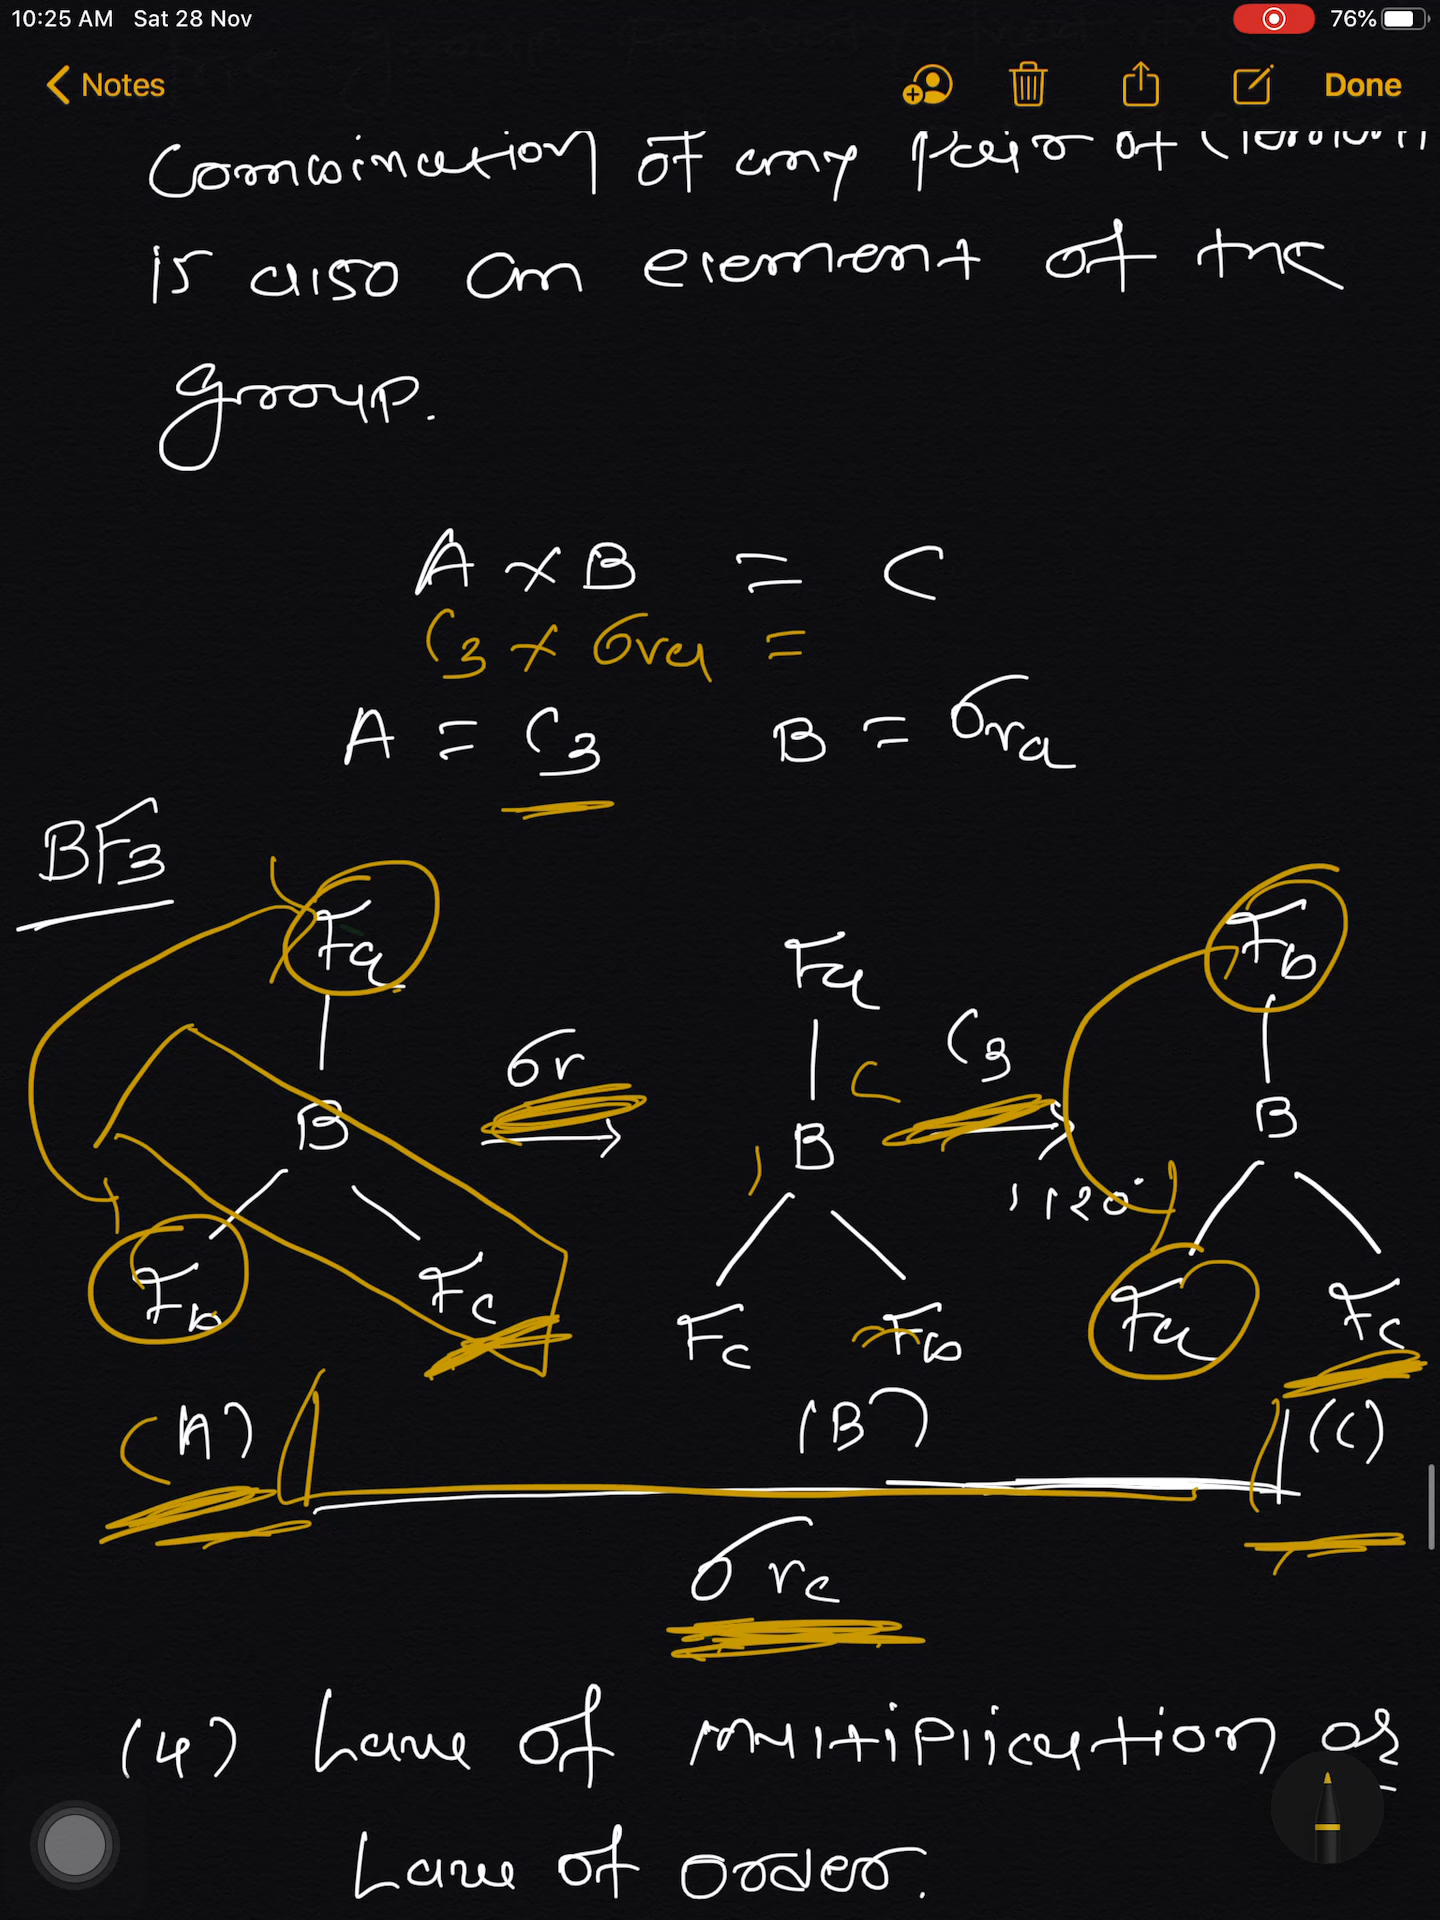 10:25 AM Sat 28 Nov 76%
Notes Done
Combination of any pair of
is also an element of the
group.
A × B = C
C3 × σva =
A = C3 B = σva
BF3
Fa Fa Fb
σv C3
B B B
120°
Fb Fc Fc Fb Fa Fc
(A) (B) (C)
σvc
(4) Law of multiplication or
Law of order.